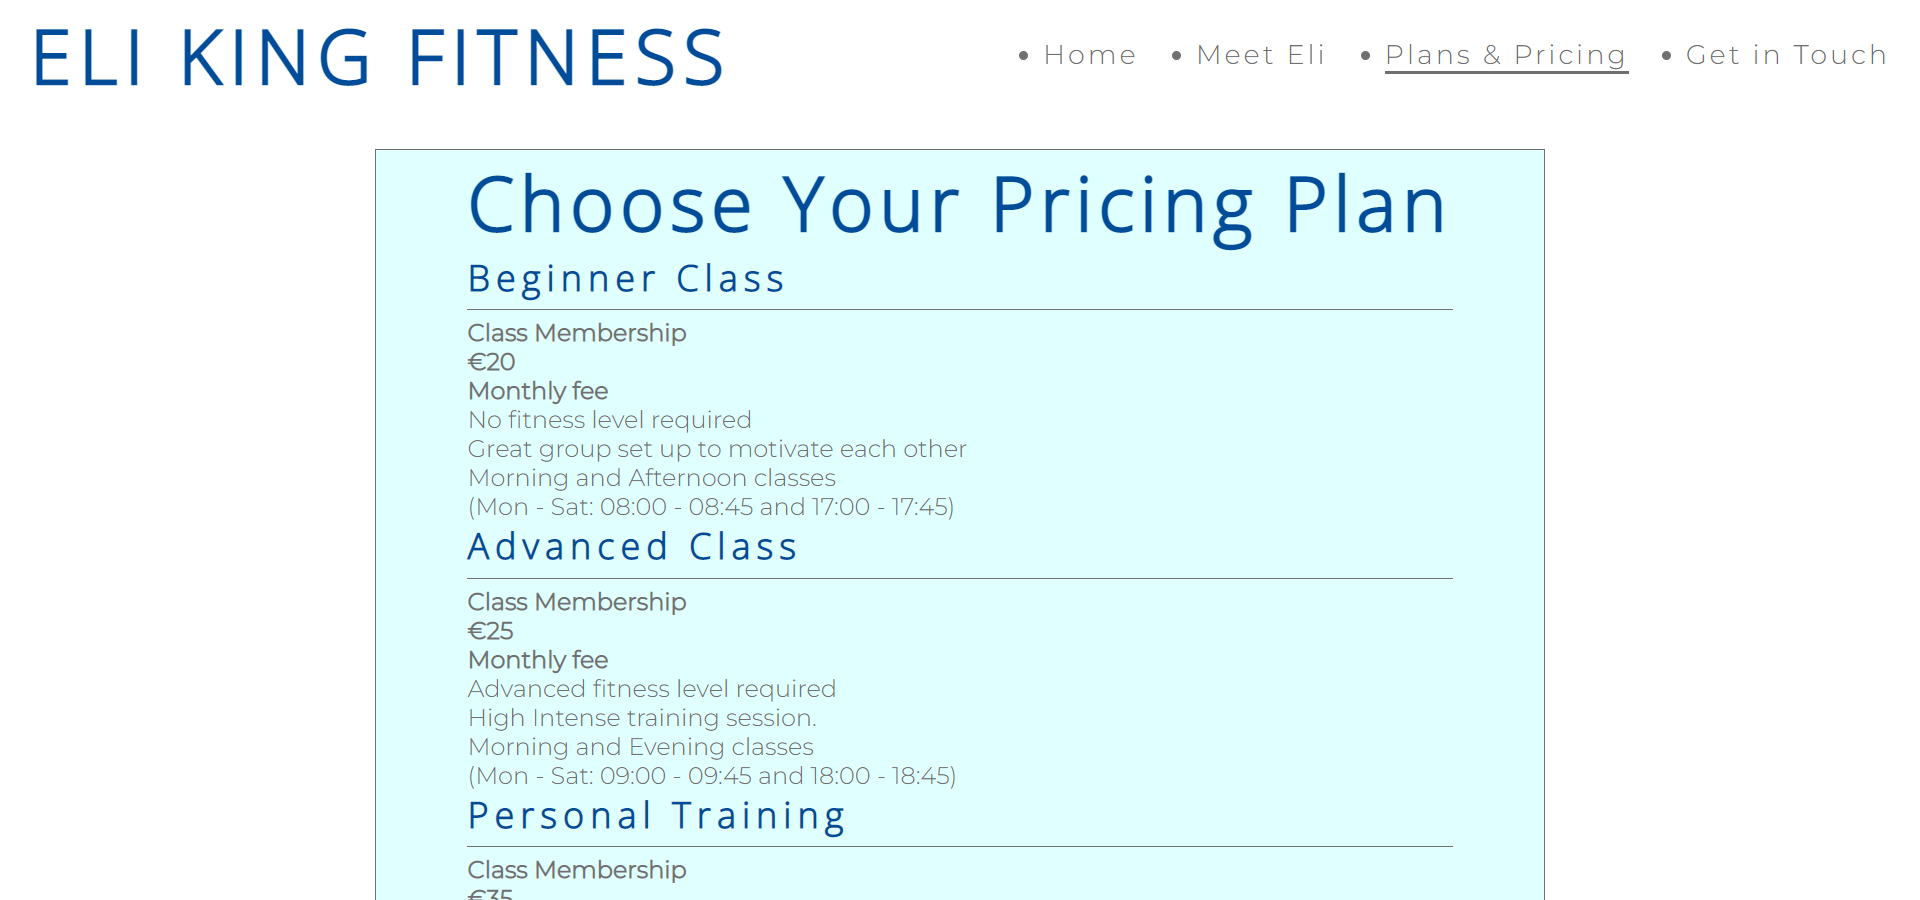 ELI KING FITNESS
Home
Meet Eli
Plans & Pricing
Get in Touch
Choose Your Pricing Plan
Beginner Class
Class Membership
€20
Monthly fee
No fitness level required
Great group set up to motivate each other
Morning and Afternoon classes
(Mon - Sat: 08:00 - 08:45 and 17:00 - 17:45)
Advanced Class
Class Membership
€25
Monthly fee
Advanced fitness level required
High Intense training session.
Morning and Evening classes
(Mon - Sat: 09:00 - 09:45 and 18:00 - 18:45)
Personal Training
Class Membership
€35